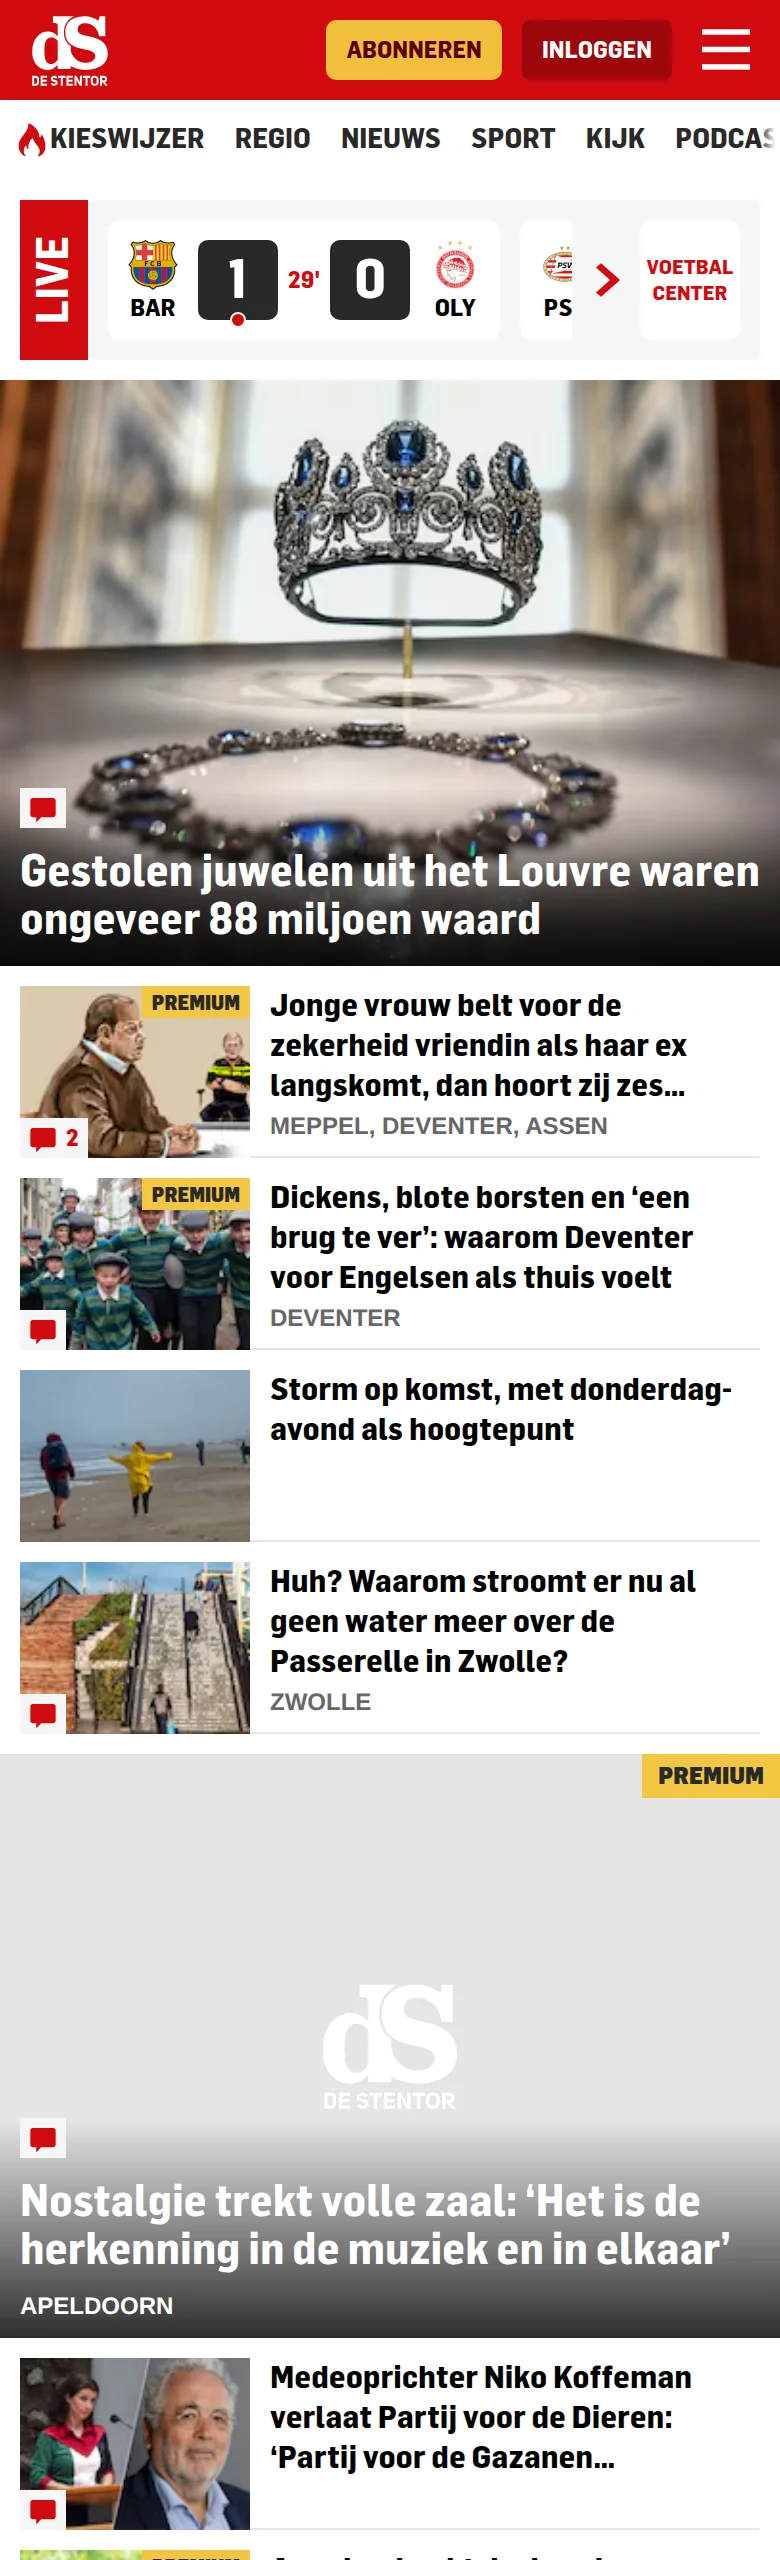 dS
DE STENTOR
ABONNEREN
INLOGGEN
KIESWIJZER REGIO NIEUWS SPORT KIJK PODCAS
LIVE
BAR
1
29'
0
OLY
PSV
PS
VOETBAL
CENTER
Gestolen juwelen uit het Louvre waren
ongeveer 88 miljoen waard
PREMIUM
2
Jonge vrouw belt voor de
zekerheid vriendin als haar ex
langskomt, dan hoort zij zes...
MEPPEL, DEVENTER, ASSEN
PREMIUM
Dickens, blote borsten en ‘een
brug te ver’: waarom Deventer
voor Engelsen als thuis voelt
DEVENTER
Storm op komst, met donderdag-
avond als hoogtepunt
Huh? Waarom stroomt er nu al
geen water meer over de
Passerelle in Zwolle?
ZWOLLE
PREMIUM
dS
DE STENTOR
Nostalgie trekt volle zaal: ‘Het is de
herkenning in de muziek en in elkaar’
APELDOORN
Medeoprichter Niko Koffeman
verlaat Partij voor de Dieren:
‘Partij voor de Gazanen...